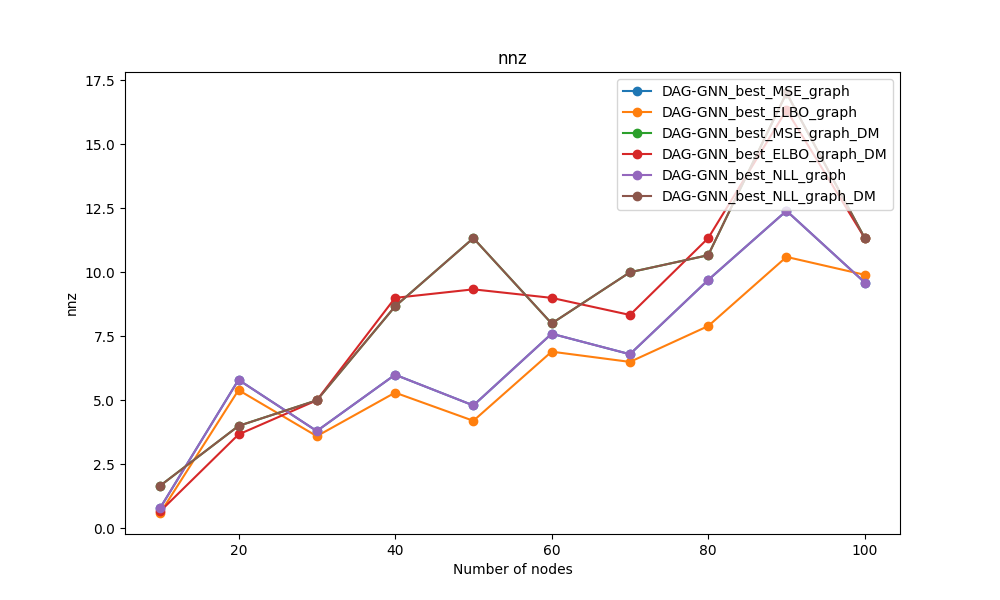 nnz
17.5
15.0
12.5
10.0
7.5
5.0
2.5
0.0
nnz
DAG-GNN_best_MSE_graph
DAG-GNN_best_ELBO_graph
DAG-GNN_best_MSE_graph_DM
DAG-GNN_best_ELBO_graph_DM
DAG-GNN_best_NLL_graph
DAG-GNN_best_NLL_graph_DM
20
40
60
80
100
Number of nodes